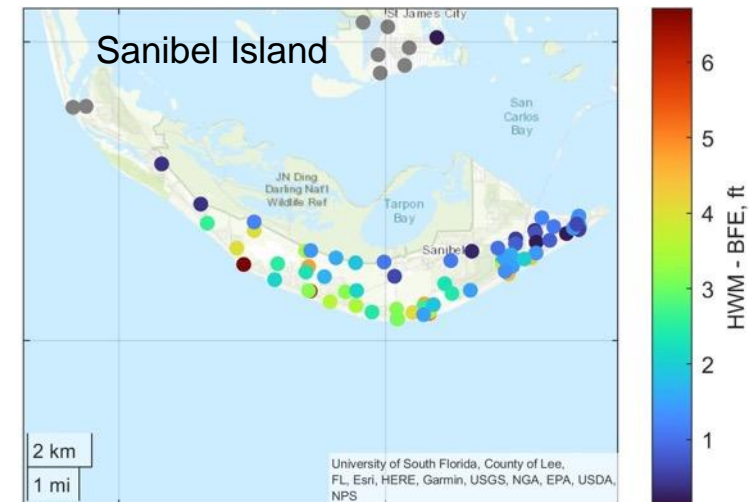 St James City
Sanibel Island
San
Carlos
Bay
JN Ding
Darling Nat'l
Wildlife Ref
Tarpon
Bay
Sanibel
2 km
1 mi
University of South Florida, County of Lee,
FL, Esri, HERE, Garmin, USGS, NGA, EPA, USDA,
NPS
6
5
4
3
2
1
HWM - BFE, ft